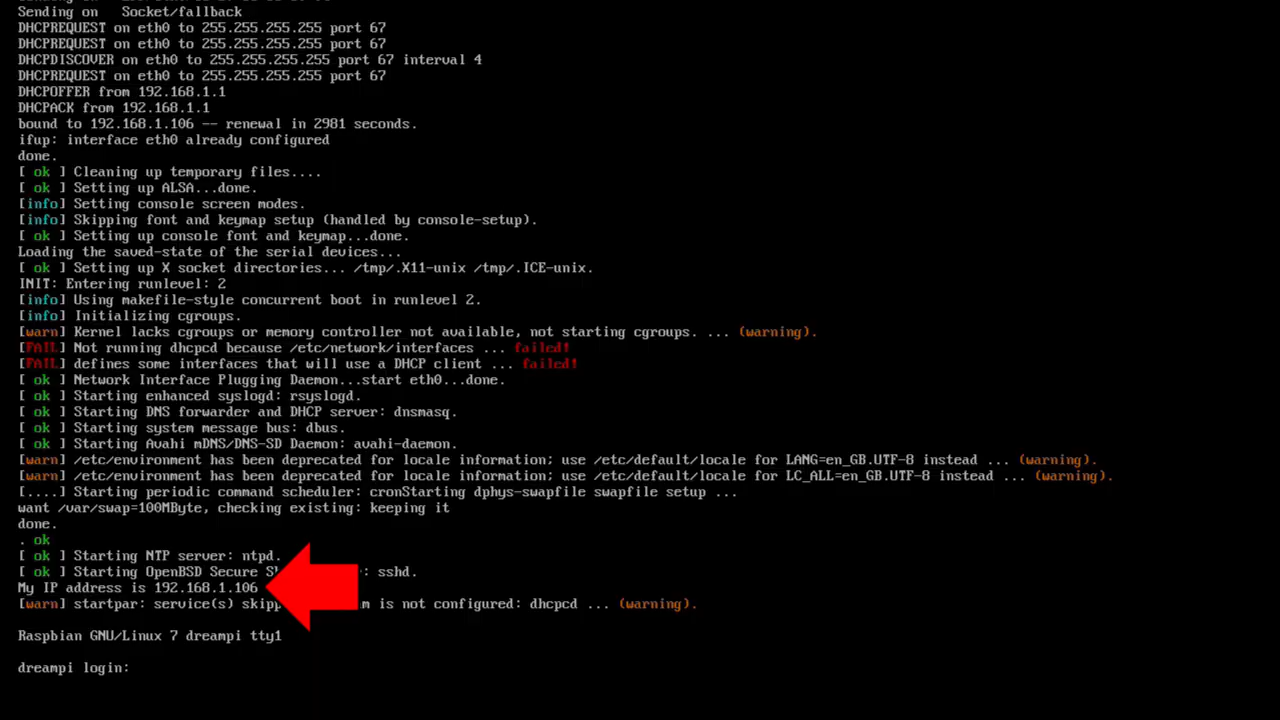 Sending on   Socket/fallback
DHCPREQUEST on eth0 to 255.255.255.255 port 67
DHCPREQUEST on eth0 to 255.255.255.255 port 67
DHCPDISCOVER on eth0 to 255.255.255.255 port 67 interval 4
DHCPREQUEST on eth0 to 255.255.255.255 port 67
DHCPOFFER from 192.168.1.1
DHCPACK from 192.168.1.1
bound to 192.168.1.106 -- renewal in 2981 seconds.
ifup: interface eth0 already configured
done.
[ ok ] Cleaning up temporary files....
[ ok ] Setting up ALSA...done.
[info] Setting console screen modes.
[info] Skipping font and keymap setup (handled by console-setup).
[ ok ] Setting up console font and keymap...done.
Loading the saved-state of the serial devices...
[ ok ] Setting up X socket directories... /tmp/.X11-unix /tmp/.ICE-unix.
INIT: Entering runlevel: 2
[info] Using makefile-style concurrent boot in runlevel 2.
[info] Initializing cgroups.
[warn] Kernel lacks cgroups or memory controller not available, not starting cgroups. ... (warning).
[FAIL] Not running dhcpcd because /etc/network/interfaces ... failed!
[FAIL] defines some interfaces that will use a DHCP client ... failed!
[ ok ] Network Interface Plugging Daemon...start eth0...done.
[ ok ] Starting enhanced syslogd: rsyslogd.
[ ok ] Starting DNS forwarder and DHCP server: dnsmasq.
[ ok ] Starting system message bus: dbus.
[ ok ] Starting Avahi mDNS/DNS-SD Daemon: avahi-daemon.
[warn] /etc/environment has been deprecated for locale information; use /etc/default/locale for LANG=en_GB.UTF-8 instead ... (warning).
[warn] /etc/environment has been deprecated for locale information; use /etc/default/locale for LC_ALL=en_GB.UTF-8 instead ... (warning).
[....] Starting periodic command scheduler: cronStarting dphys-swapfile swapfile setup ...
want /var/swap=100MByte, checking existing: keeping it
done.
. ok
[ ok ] Starting NTP server: ntpd.
[ ok ] Starting OpenBSD Secure : sshd.
My IP address is 192.168.1.106
[warn] startpar: service(s) is not configured: dhcpcd ... (warning).
Raspbian GNU/Linux 7 dreampi tty1
dreampi login: